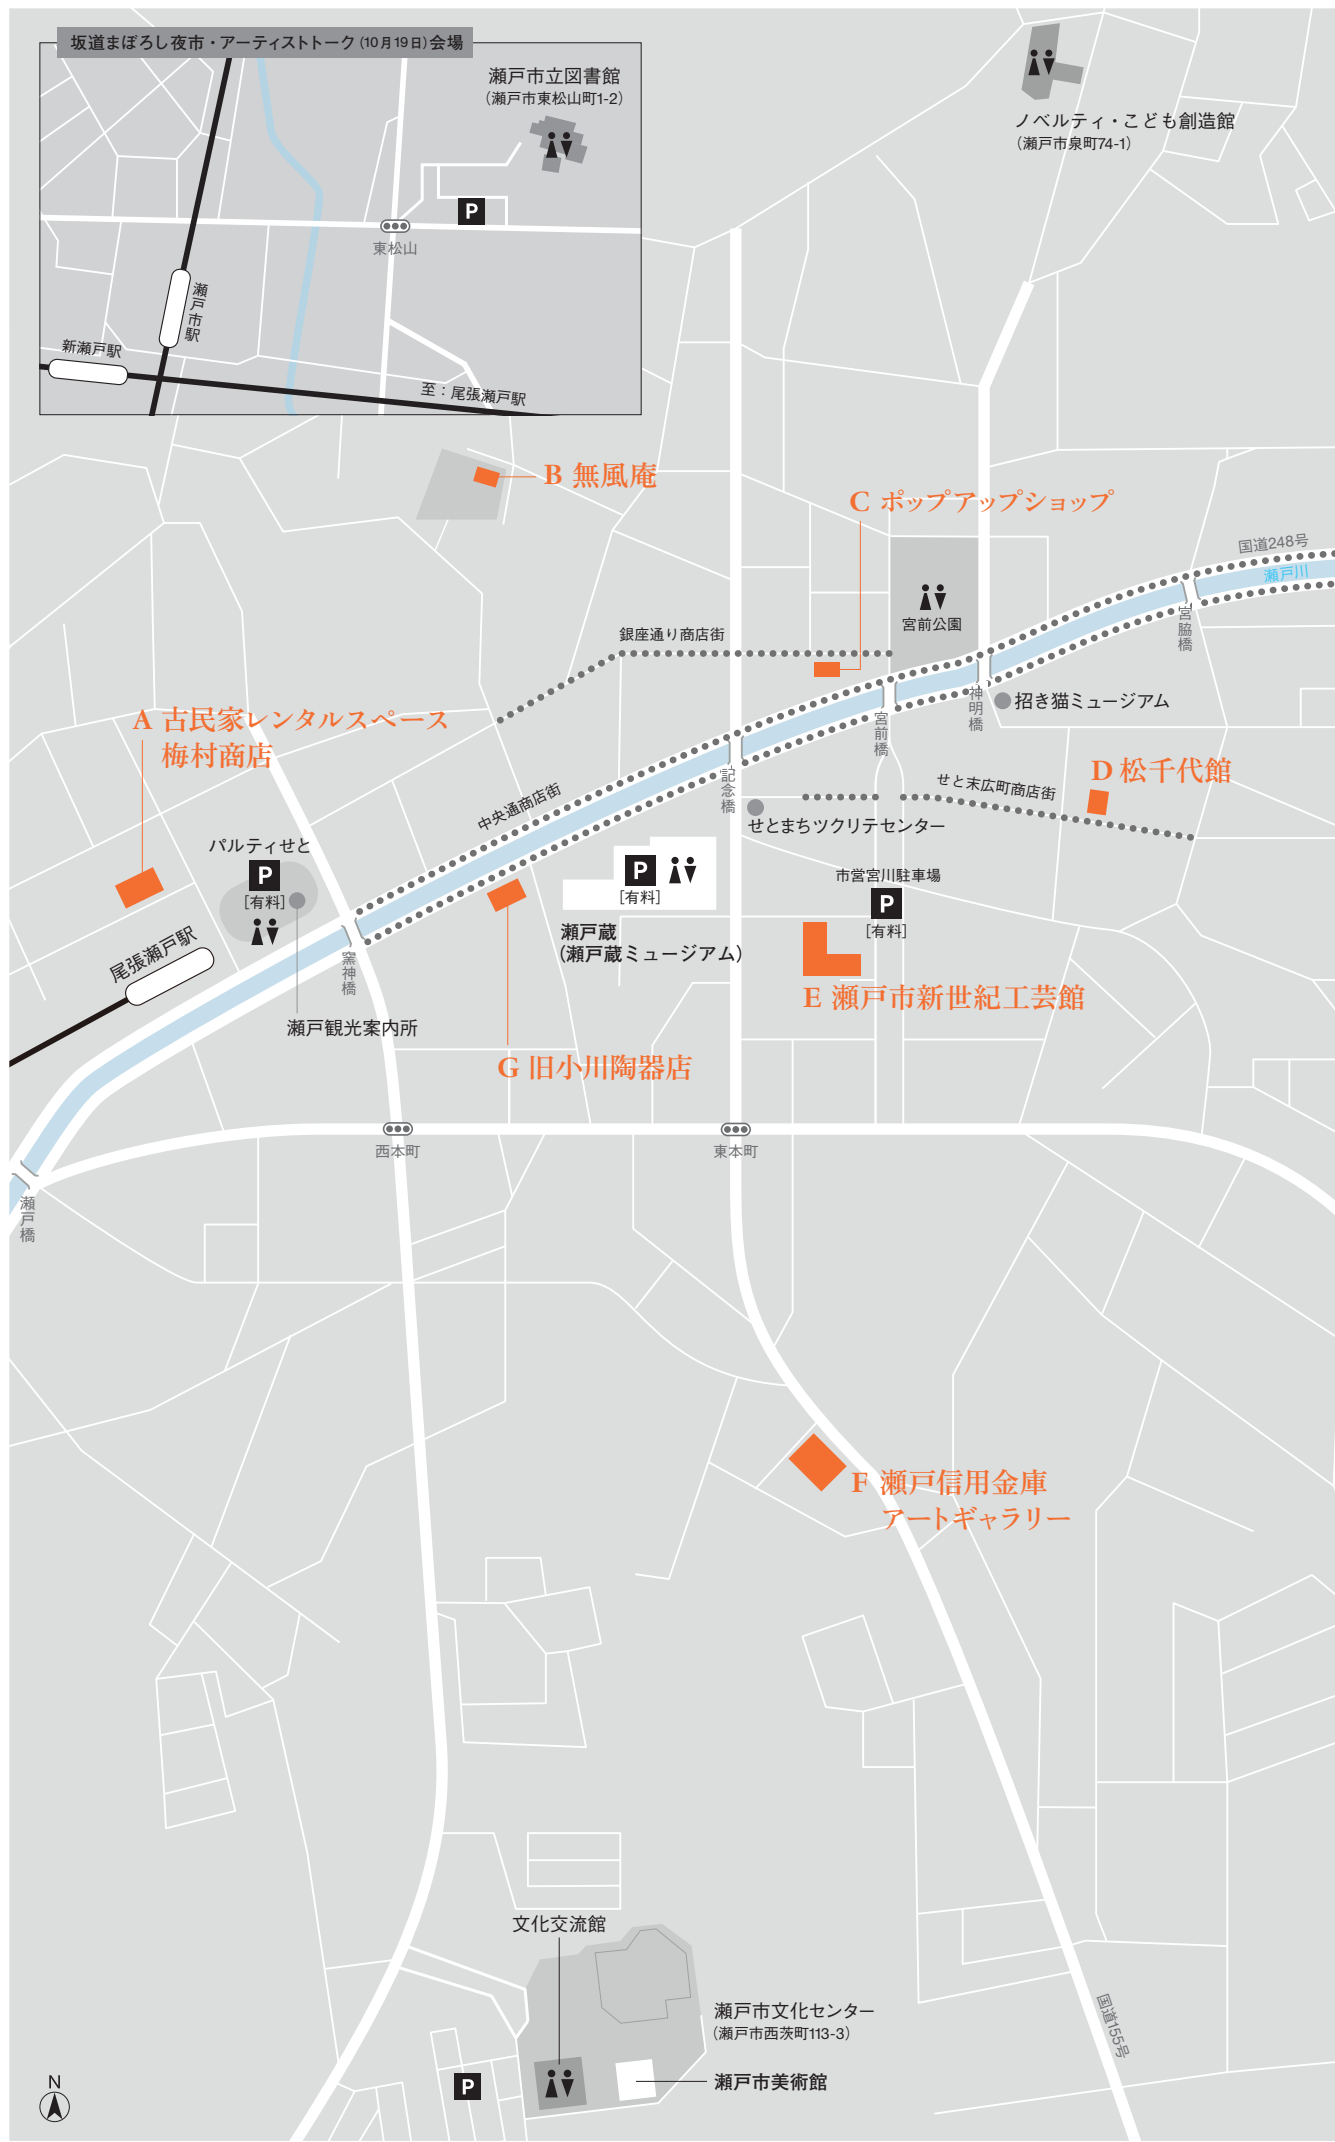 坂道まぼろし夜市・アーティストトーク（10月19日）会場
瀬戸市立図書館
（瀬戸市東松山町1-2）
P
東松山
瀬戸市駅
新瀬戸駅
至：尾張瀬戸駅
ノベルティ・こども創造館
（瀬戸市泉町74-1）
B 無風庵
C ポップアップショップ
国道248号
瀬戸川
宮前公園
宮脇橋
銀座通り商店街
神明橋
招き猫ミュージアム
宮前橋
A 古民家レンタルスペース
梅村商店
記念橋
D 松千代館
せと末広町商店街
中央通商店街
せとまちツクリテセンター
パルティせと
P
［有料］
P
［有料］
市営宮川駐車場
P
［有料］
瀬戸蔵
（瀬戸蔵ミュージアム）
尾張瀬戸駅
窯神橋
E 瀬戸市新世紀工芸館
瀬戸観光案内所
G 旧小川陶器店
西本町
東本町
瀬戸橋
F 瀬戸信用金庫
アートギャラリー
文化交流館
瀬戸市文化センター
（瀬戸市西茨町113-3）
国道155号
P
瀬戸市美術館
N